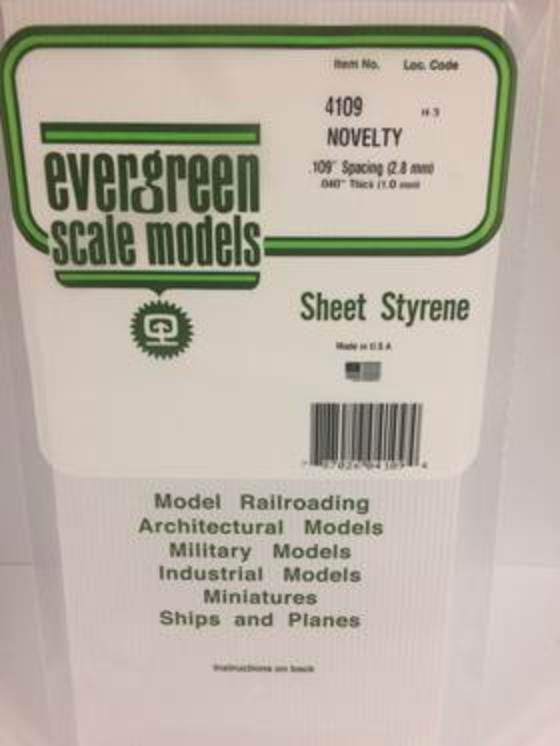 Item No. Loc. Code
4109 H-3
NOVELTY
.109" Spacing (2.8 mm)
.040" Thick (1.0 mm)
evergreen
scale models
Sheet Styrene
Made in U.S.A
Model Railroading
Architectural Models
Military Models
Industrial Models
Miniatures
Ships and Planes
Instructions on back